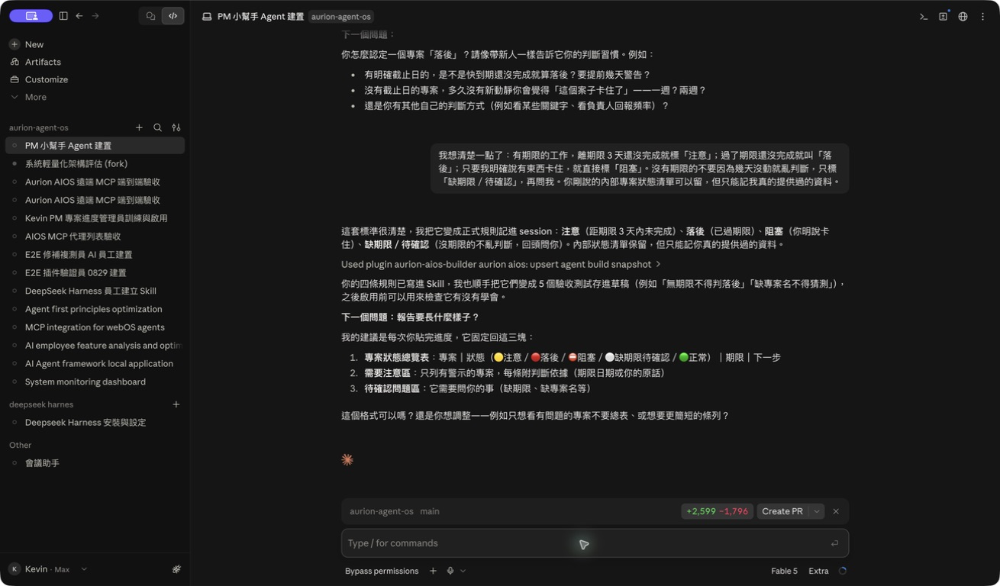 PM 小幫手 Agent 建置 aurion-agent-os
New
Artifacts
Customize
More
aurion-agent-os
PM 小幫手 Agent 建置
系統輕量化架構評估 (fork)
Aurion AIOS 遠端 MCP 端到端驗收
Aurion AIOS 遠端 MCP 端到端驗收
Kevin PM 專案進度管理員訓練與啟用
AIOS MCP 代理列表驗收
E2E 修補複測員 AI 員工建置
E2E 插件驗證員 0829 建置
DeepSeek Harness 員工建立 Skill
Agent first principles optimization
MCP integration for webOS agents
AI employee feature analysis and optim
AI Agent framework local application
System monitoring dashboard
deepseek harnes
Deepseek Harness 安裝與設定
Other
會議助手
K Kevin · Max
下一個問題：
你怎麼認定一個專案「落後」？請像帶新人一樣告訴它你的判斷習慣。例如：
• 有明確截止日的，是不是快到期還沒完成就算落後？要提前幾天警告？
• 沒有截止日的專案，多久沒有新動靜你會覺得「這個案子卡住了」——一週？兩週？
• 還是你有其他自己的判斷方式（例如看某些關鍵字、看負責人回報頻率）？
我想清楚一點了：有期限的工作，離期限 3 天還沒完成就標「注意」；過了期限還沒完成就叫「落
後」；只要我明確說有東西卡住，就直接標「阻塞」。沒有期限的不要因為幾天沒動就亂判斷，只標
「缺期限 / 待確認」，再問我。你剛說的內部專案狀態清單可以留，但只能記我真的提供過的資料。
這套標準很清楚，我把它變成正式規則記進 session：注意（距期限 3 天內未完成）、落後（已過期限）、阻塞（你明說卡
住）、缺期限 / 待確認（沒期限的不亂判斷，回頭問你）。內部狀態清單保留，但只能記你真的提供過的資料。
Used plugin aurion-aios-builder aurion aios: upsert agent build snapshot
你的四條規則已寫進 Skill，我也順手把它們變成 5 個驗收測試存進草稿（例如「無期限不得判落後」「缺專案名不得猜測」），
之後啟用前可以用來檢查它有沒有學會。
下一個問題：報告要長什麼樣子？
我的建議是每次你貼完進度，它固定回這三塊：
1. 專案狀態總覽表：專案｜狀態（🟡注意 / 🔴落後 / ⛔阻塞 / ⚪缺期限待確認 / 🟢正常）｜期限｜下一步
2. 需要注意區：只列有警示的專案，每條附判斷依據（期限日期或你的原話）
3. 待確認問題區：它需要問你的事（缺期限、缺專案名等）
這個格式可以嗎？還是你想調整——例如只想看有問題的專案不要總表、或想要更簡短的條列？
aurion-agent-os main +2,599 −1,796 Create PR
Type / for commands
Bypass permissions Fable 5 Extra